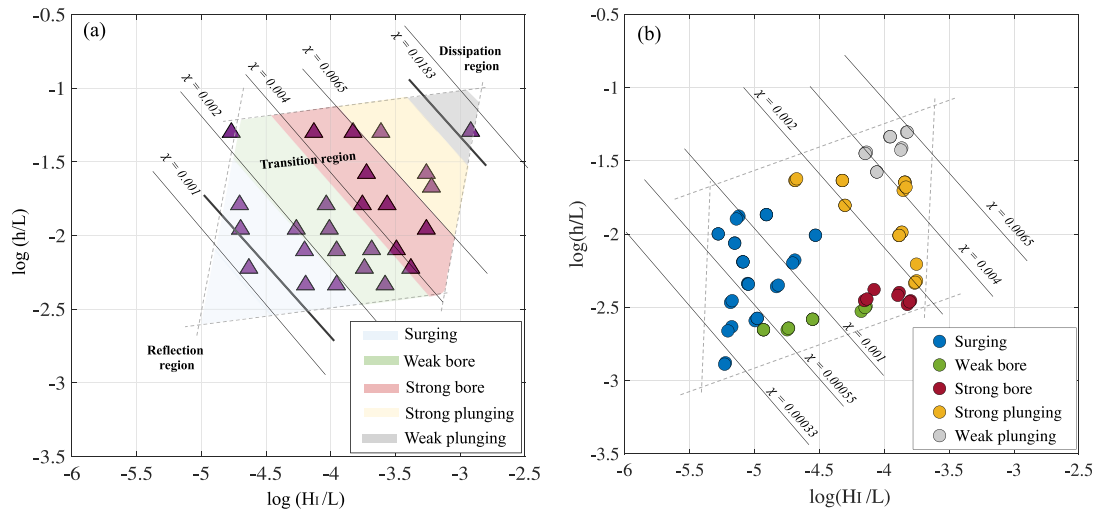 (a)
-0.5
-1
-1.5
-2
-2.5
-3
-3.5
log (h/L)
-6
-5.5
-5
-4.5
-4
-3.5
-3
-2.5
log (HI/L)
χ = 0.001
χ = 0.002
χ = 0.004
χ = 0.0065
χ = 0.0183
Dissipation
region
Transition region
Reflection
region
Surging
Weak bore
Strong bore
Strong plunging
Weak plunging
(b)
-0.5
-1
-1.5
-2
-2.5
-3
-3.5
log(h/L)
-6
-5.5
-5
-4.5
-4
-3.5
-3
-2.5
log(HI/L)
χ = 0.002
χ = 0.0065
χ = 0.004
χ = 0.001
χ = 0.00055
χ = 0.00033
Surging
Weak bore
Strong bore
Strong plunging
Weak plunging